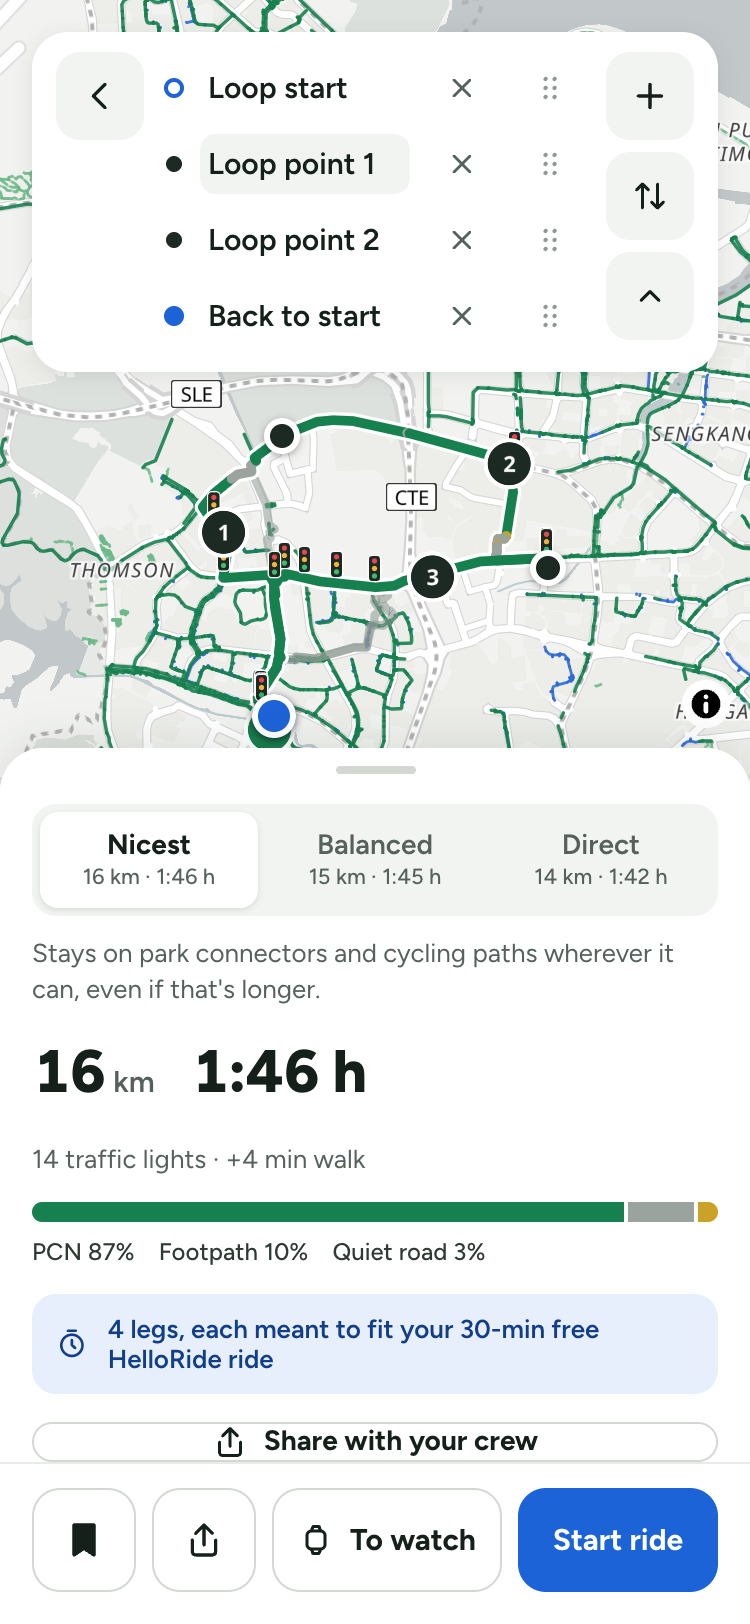 Loop start
Loop point 1
Loop point 2
Back to start
SLE
SENGKANG
2
CTE
1
THOMSON
3
Nicest
16 km · 1:46 h
Balanced
15 km · 1:45 h
Direct
14 km · 1:42 h
Stays on park connectors and cycling paths wherever it
can, even if that's longer.
16 km 1:46 h
14 traffic lights · +4 min walk
PCN 87% Footpath 10% Quiet road 3%
4 legs, each meant to fit your 30-min free
HelloRide ride
Share with your crew
To watch
Start ride